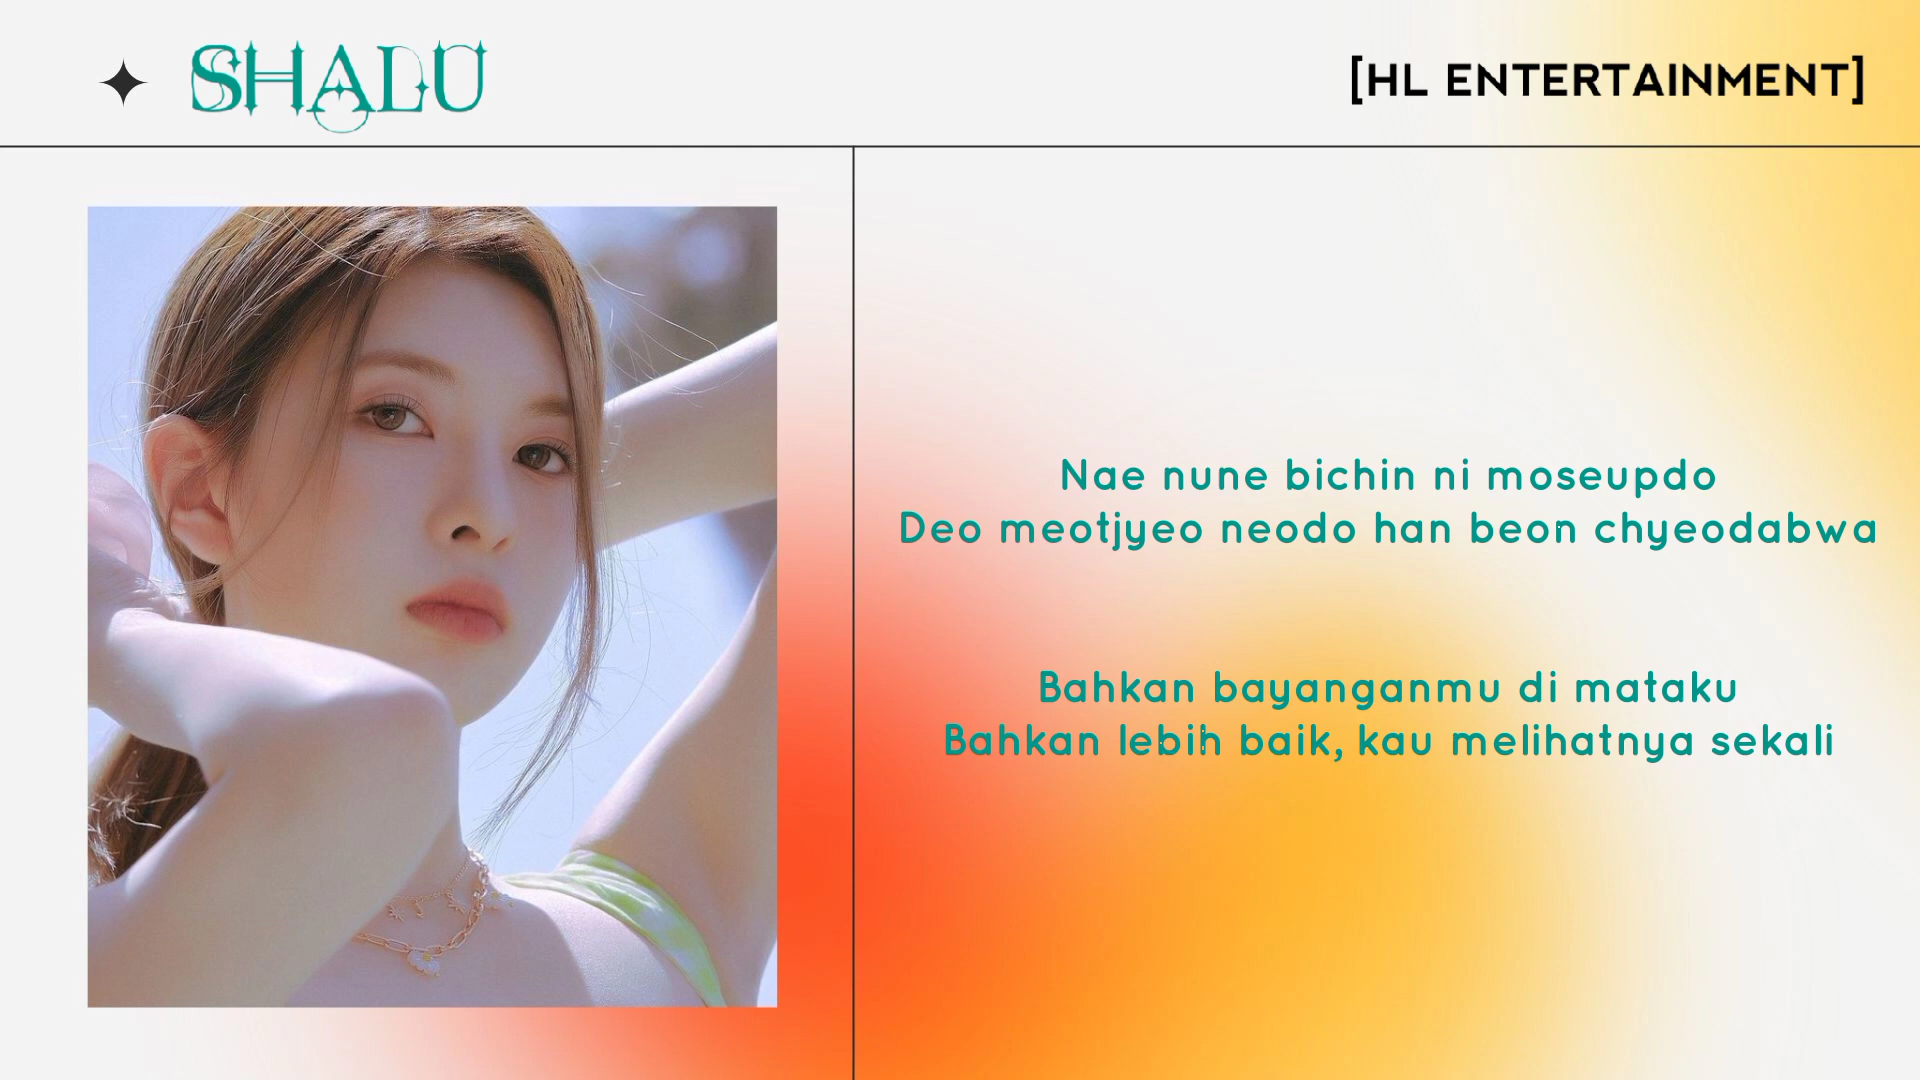 SHALU
[HL ENTERTAINMENT]
Nae nune bichin ni moseupdo
Deo meotjyeo neodo han beon chyeodabwa
Bahkan bayanganmu di mataku
Bahkan lebih baik, kau melihatnya sekali